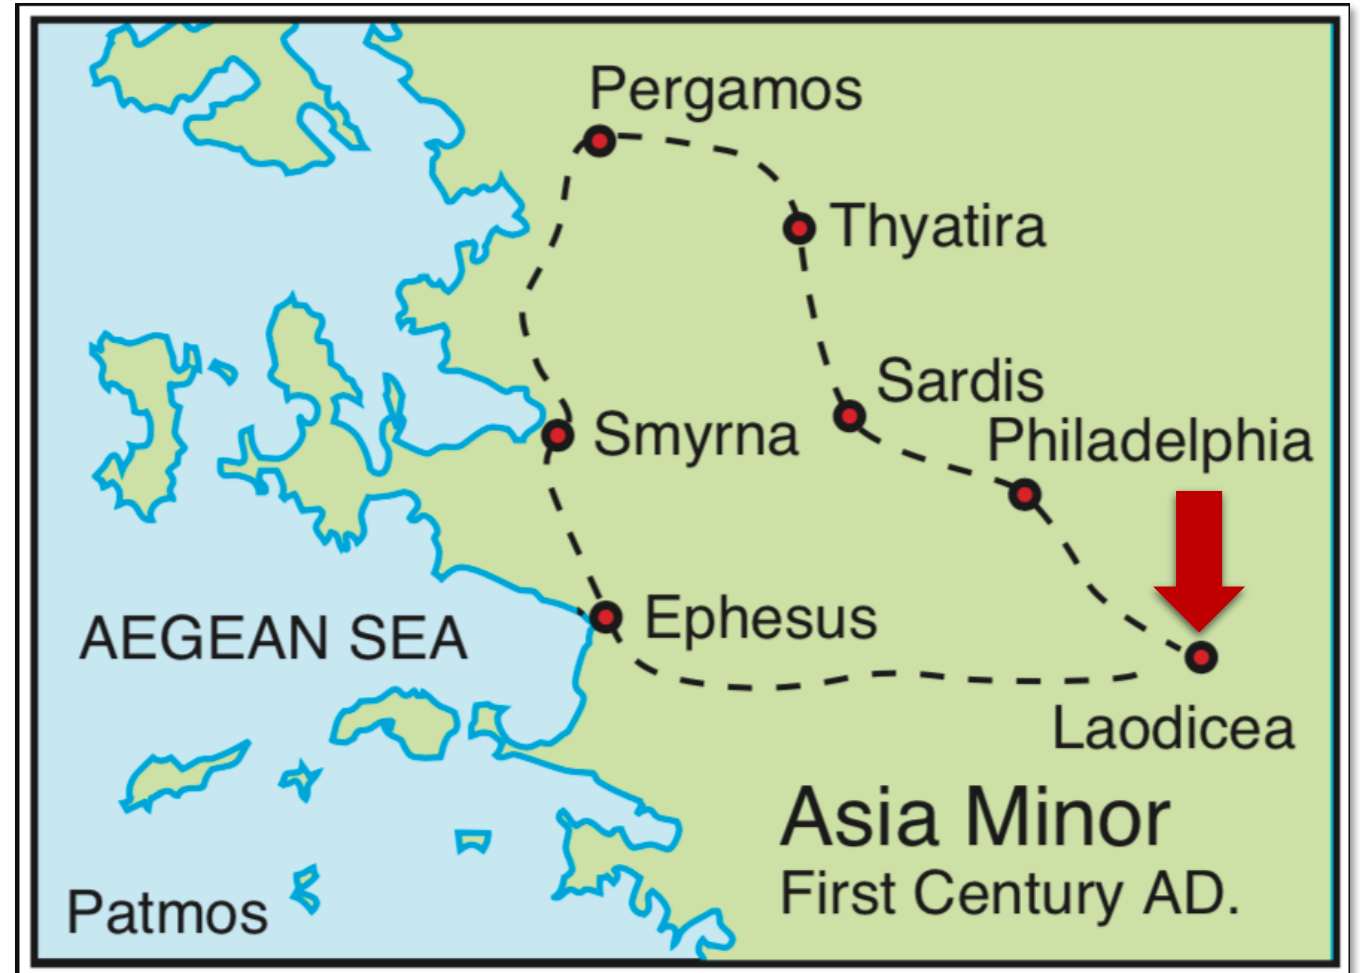 Pergamos
Thyatira
Sardis
Philadelphia
Smyrna
Ephesus
AEGEAN SEA
Laodicea
Asia Minor
First Century AD.
Patmos